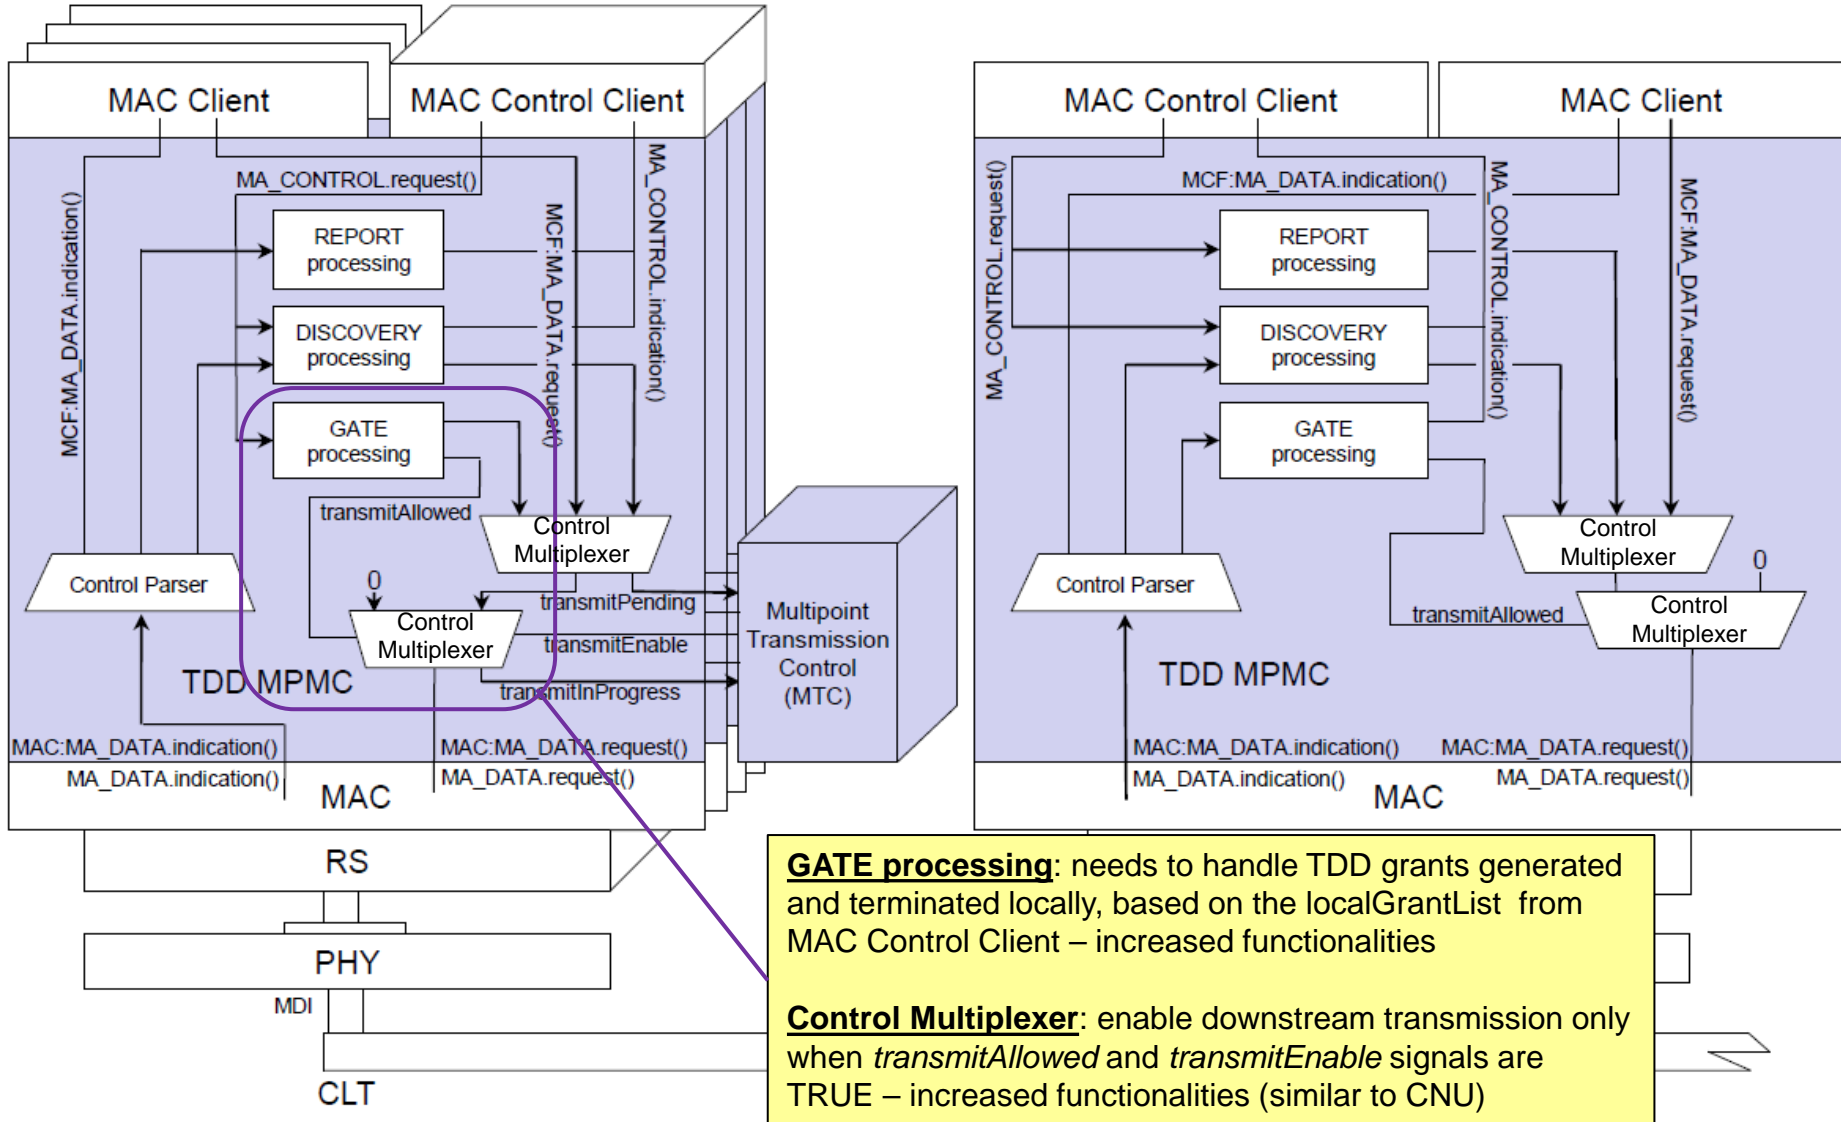 MAC Client
MAC Control Client
MA_CONTROL.request()
MCF:MA_DATA.indication()
MCF:MA_DATA.request()
MA_CONTROL.indication()
REPORT
processing
DISCOVERY
processing
GATE
processing
transmitAllowed
Control
Multiplexer
Control Parser
0
Control
Multiplexer
transmitPending
transmitEnable
transmitInProgress
TDD MPMC
Multipoint
Transmission
Control
(MTC)
MAC:MA_DATA.indication()
MAC:MA_DATA.request()
MA_DATA.indication()
MA_DATA.request()
MAC
RS
PHY
MDI
CLT
MAC Control Client
MAC Client
MA_CONTROL.request()
MCF:MA_DATA.indication()
MA_CONTROL.indication()
MCF:MA_DATA.request()
REPORT
processing
DISCOVERY
processing
GATE
processing
Control
Multiplexer
0
Control Parser
transmitAllowed
Control
Multiplexer
TDD MPMC
MAC:MA_DATA.indication()
MAC:MA_DATA.request()
MA_DATA.indication()
MA_DATA.request()
MAC
GATE processing: needs to handle TDD grants generated
and terminated locally, based on the localGrantList from
MAC Control Client – increased functionalities
Control Multiplexer: enable downstream transmission only
when transmitAllowed and transmitEnable signals are
TRUE – increased functionalities (similar to CNU)